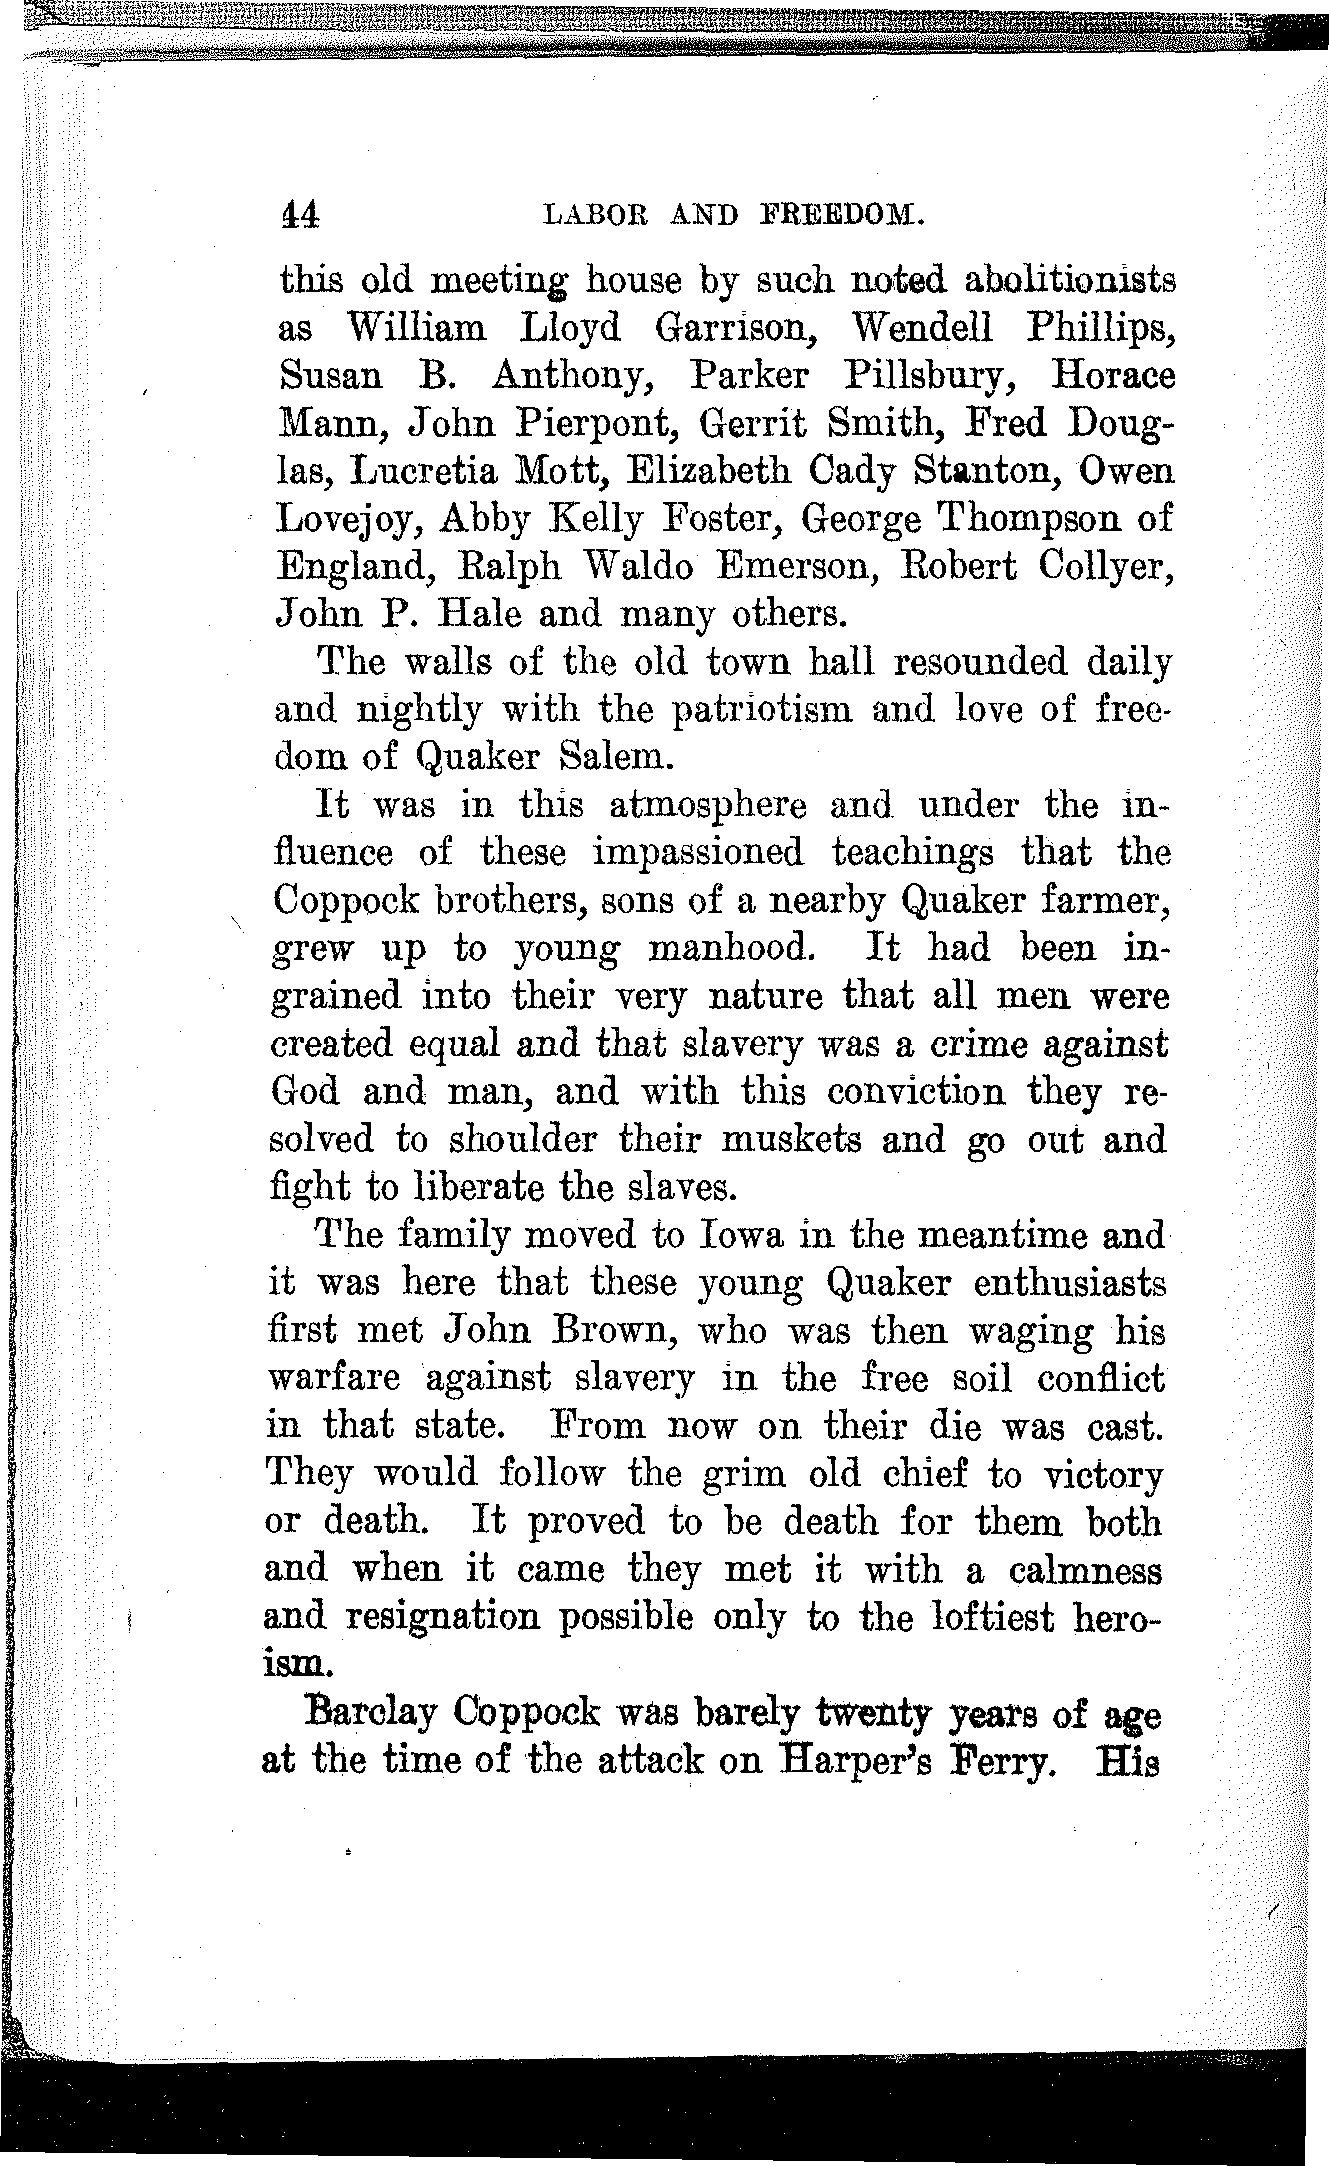 44 LABOR AND FREEDOM.
this old meeting house by such noted abolitionists
as William Lloyd Garrison, Wendell Phillips,
Susan B. Anthony, Parker Pillsbury, Horace
Mann, John Pierpont, Gerrit Smith, Fred Doug-
las, Lucretia Mott, Elizabeth Cady Stanton, Owen
Lovejoy, Abby Kelly Foster, George Thompson of
England, Ralph Waldo Emerson, Robert Collyer,
John P. Hale and many others.
The walls of the old town hall resounded daily
and nightly with the patriotism and love of free-
dom of Quaker Salem.
It was in this atmosphere and under the in-
fluence of these impassioned teachings that the
Coppock brothers, sons of a nearby Quaker farmer,
grew up to young manhood. It had been in-
grained into their very nature that all men were
created equal and that slavery was a crime against
God and man, and with this conviction they re-
solved to shoulder their muskets and go out and
fight to liberate the slaves.
The family moved to Iowa in the meantime and
it was here that these young Quaker enthusiasts
first met John Brown, who was then waging his
warfare against slavery in the free soil conflict
in that state. From now on their die was cast.
They would follow the grim old chief to victory
or death. It proved to be death for them both
and when it came they met it with a calmness
and resignation possible only to the loftiest hero-
ism.
Barclay Coppock was barely twenty years of age
at the time of the attack on Harper's Ferry. His